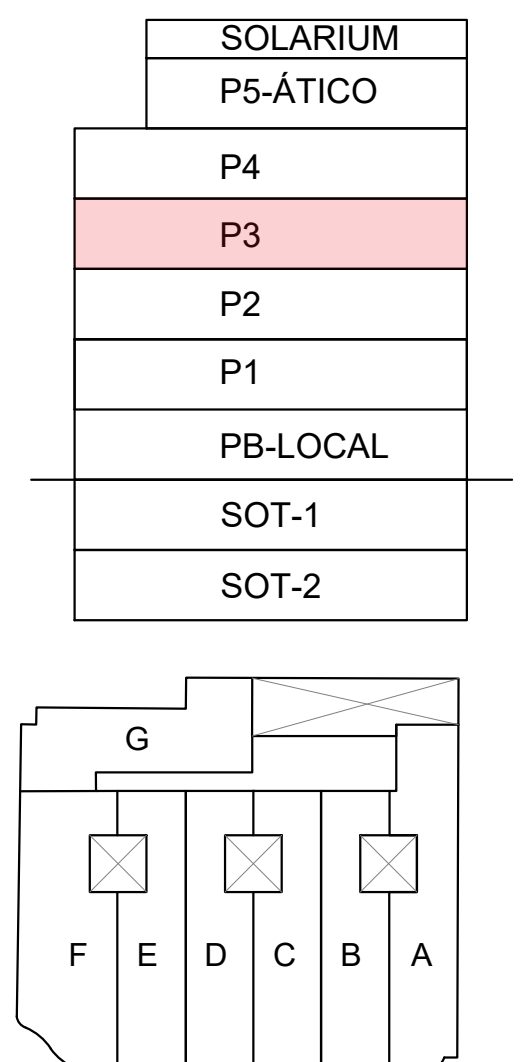 SOLARIUM
P5-ÁTICO
P4
P3
P2
P1
PB-LOCAL
SOT-1
SOT-2
G
F E D C B A